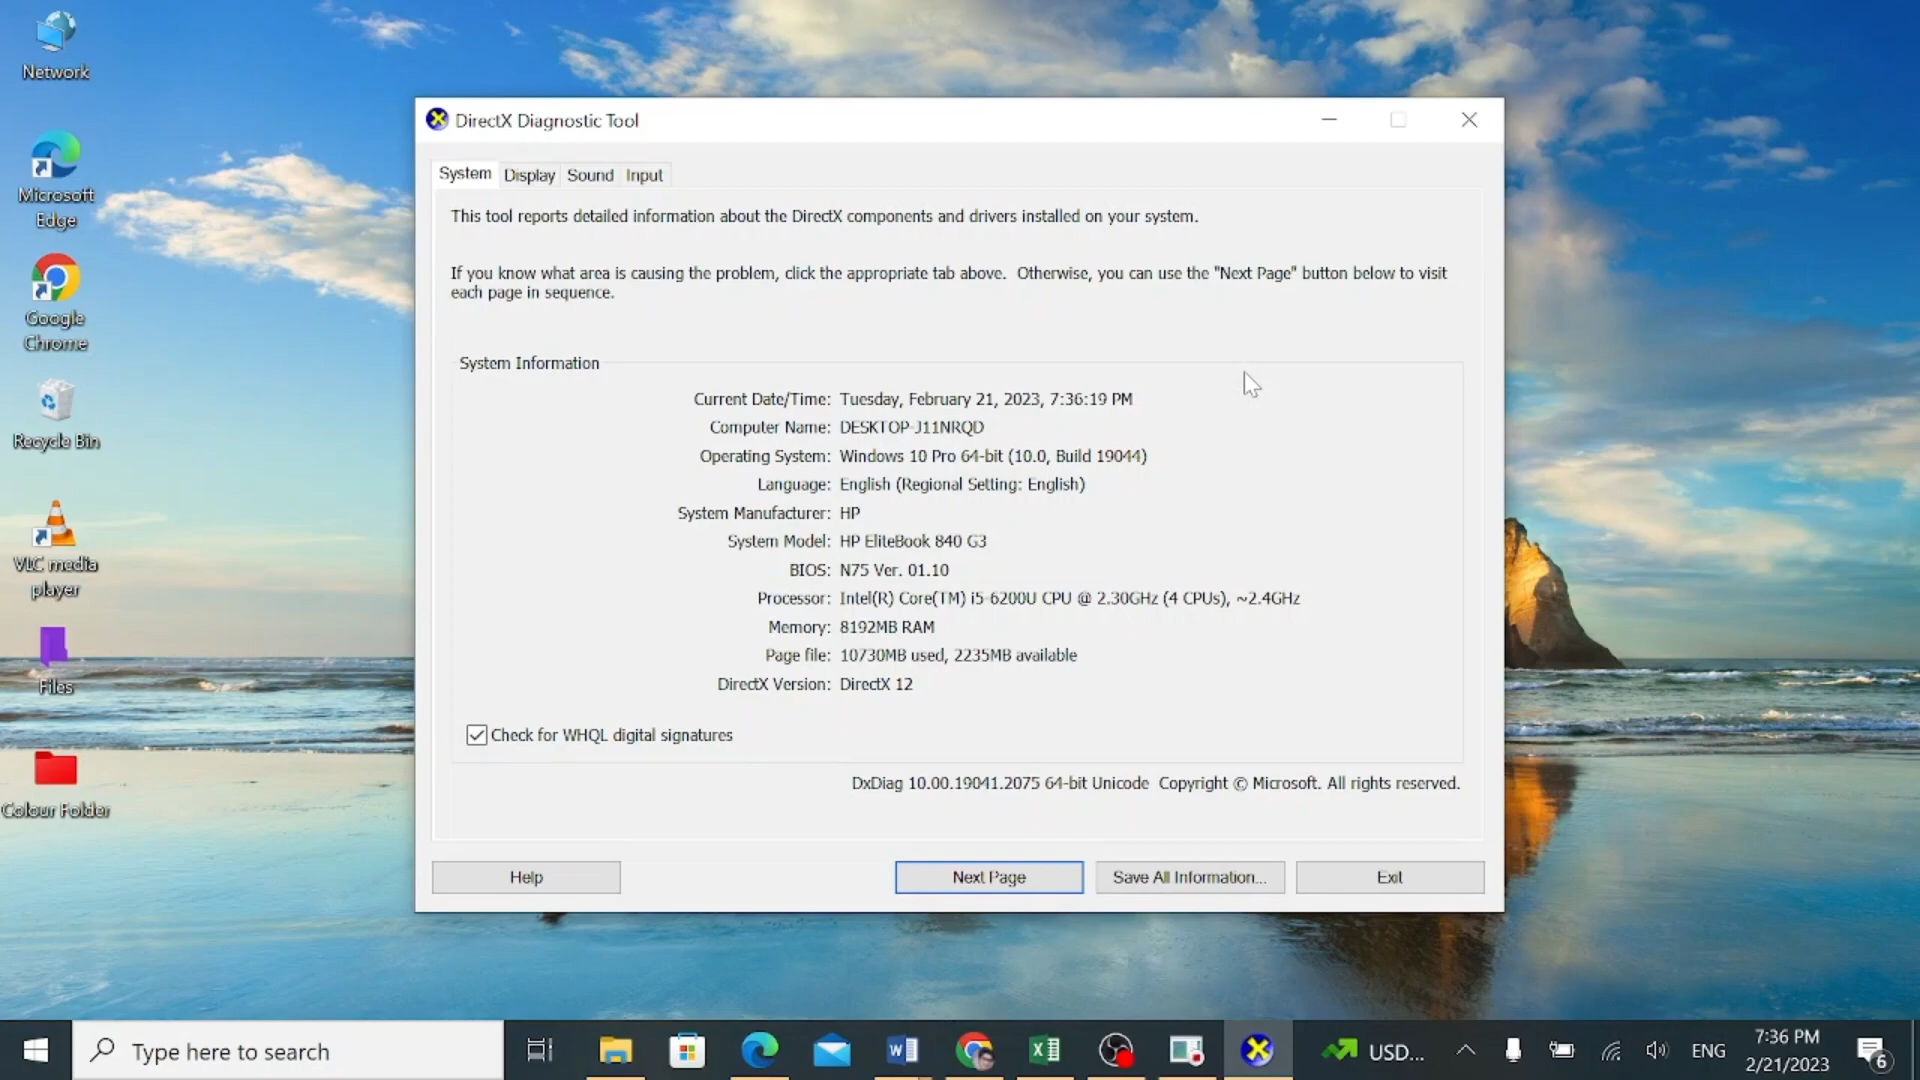 Network
Microsoft
Edge
Google
Chrome
Recycle Bin
VLC media
player
Files
Colour Folder
DirectX Diagnostic Tool
System Display Sound Input
This tool reports detailed information about the DirectX components and drivers installed on your system.
If you know what area is causing the problem, click the appropriate tab above. Otherwise, you can use the "Next Page" button below to visit
each page in sequence.
System Information
Current Date/Time: Tuesday, February 21, 2023, 7:36:19 PM
Computer Name: DESKTOP-J11NRQD
Operating System: Windows 10 Pro 64-bit (10.0, Build 19044)
Language: English (Regional Setting: English)
System Manufacturer: HP
System Model: HP EliteBook 840 G3
BIOS: N75 Ver. 01.10
Processor: Intel(R) Core(TM) i5-6200U CPU @ 2.30GHz (4 CPUs), ~2.4GHz
Memory: 8192MB RAM
Page file: 10730MB used, 2235MB available
DirectX Version: DirectX 12
Check for WHQL digital signatures
DxDiag 10.00.19041.2075 64-bit Unicode Copyright © Microsoft. All rights reserved.
Help Next Page Save All Information... Exit
Type here to search
USD...
ENG
7:36 PM
2/21/2023
6